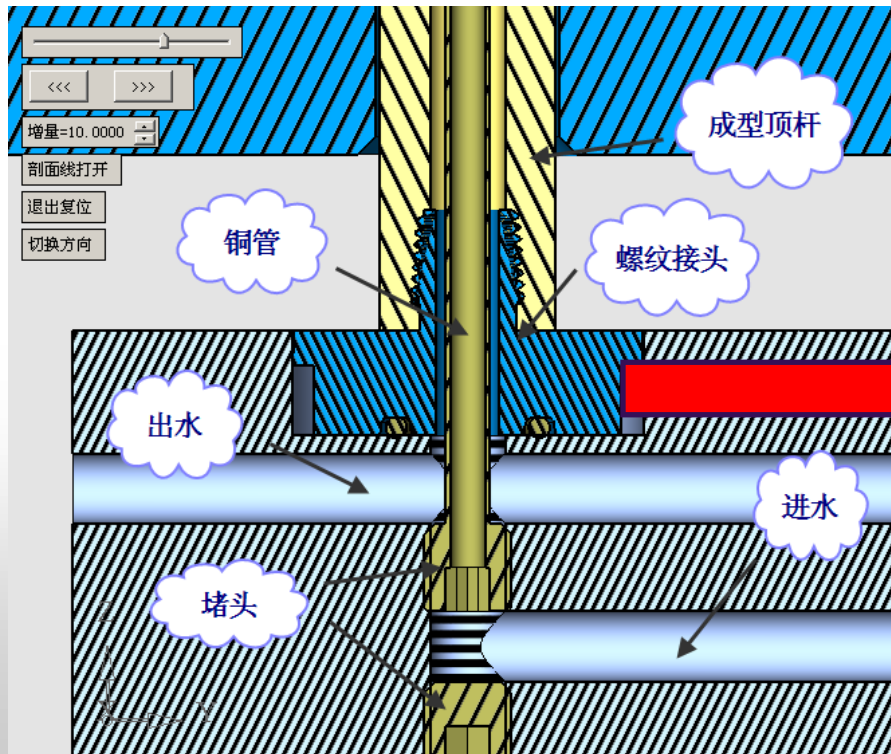 <<<
>>>
增量=10.0000
剖面线打开
退出复位
切换方向
成型顶杆
铜管
螺纹接头
出水
进水
堵头
Z
Y